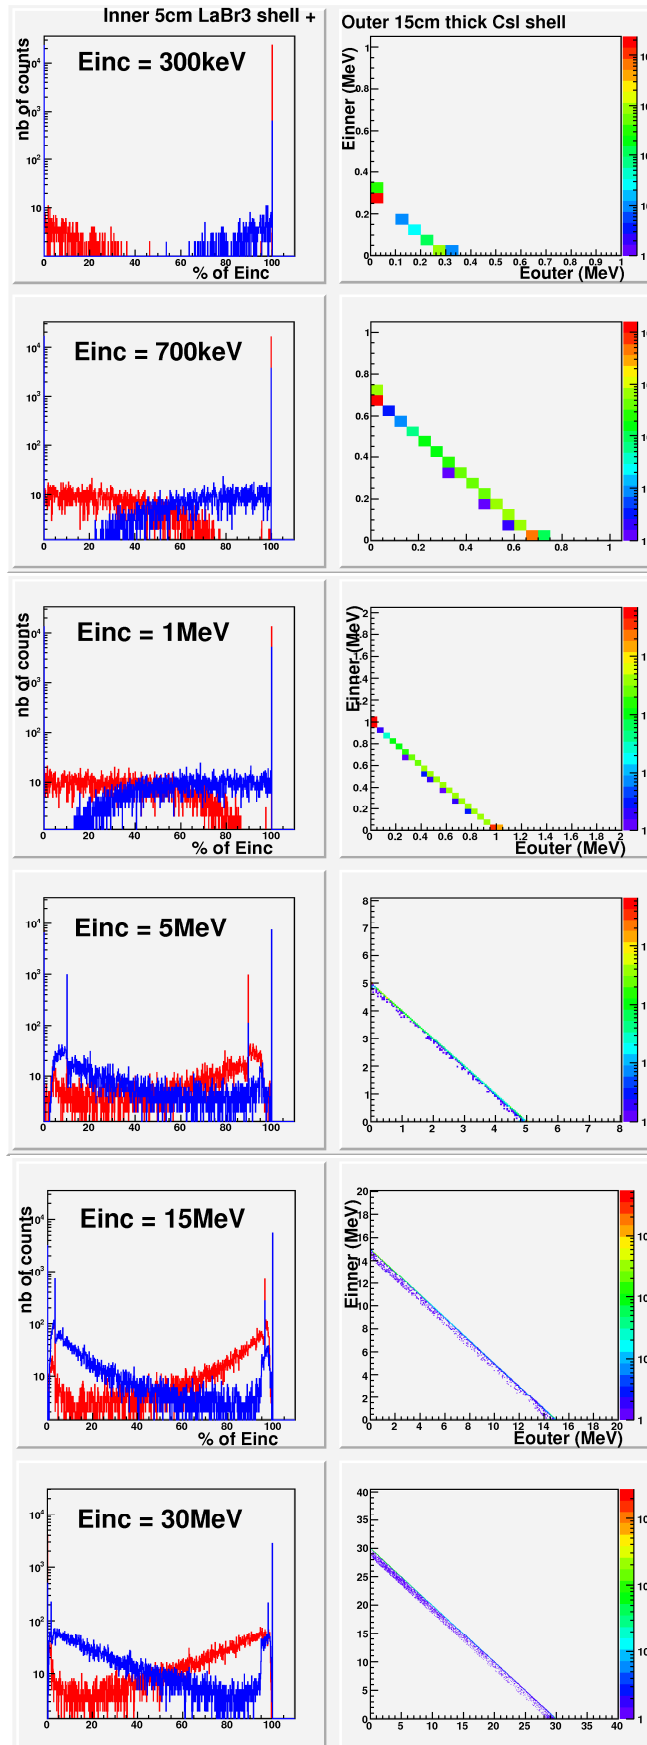 Inner 5cm LaBr3 shell + Outer 15cm thick CsI shell
Einc = 300keV
nb of counts
% of Einc
Einner (MeV)
Eouter (MeV)
Einc = 700keV
Einc = 1MeV
nb of counts
% of Einc
Einner (MeV)
Eouter (MeV)
Einc = 5MeV
Einc = 15MeV
nb of counts
% of Einc
Einner (MeV)
Eouter (MeV)
Einc = 30MeV